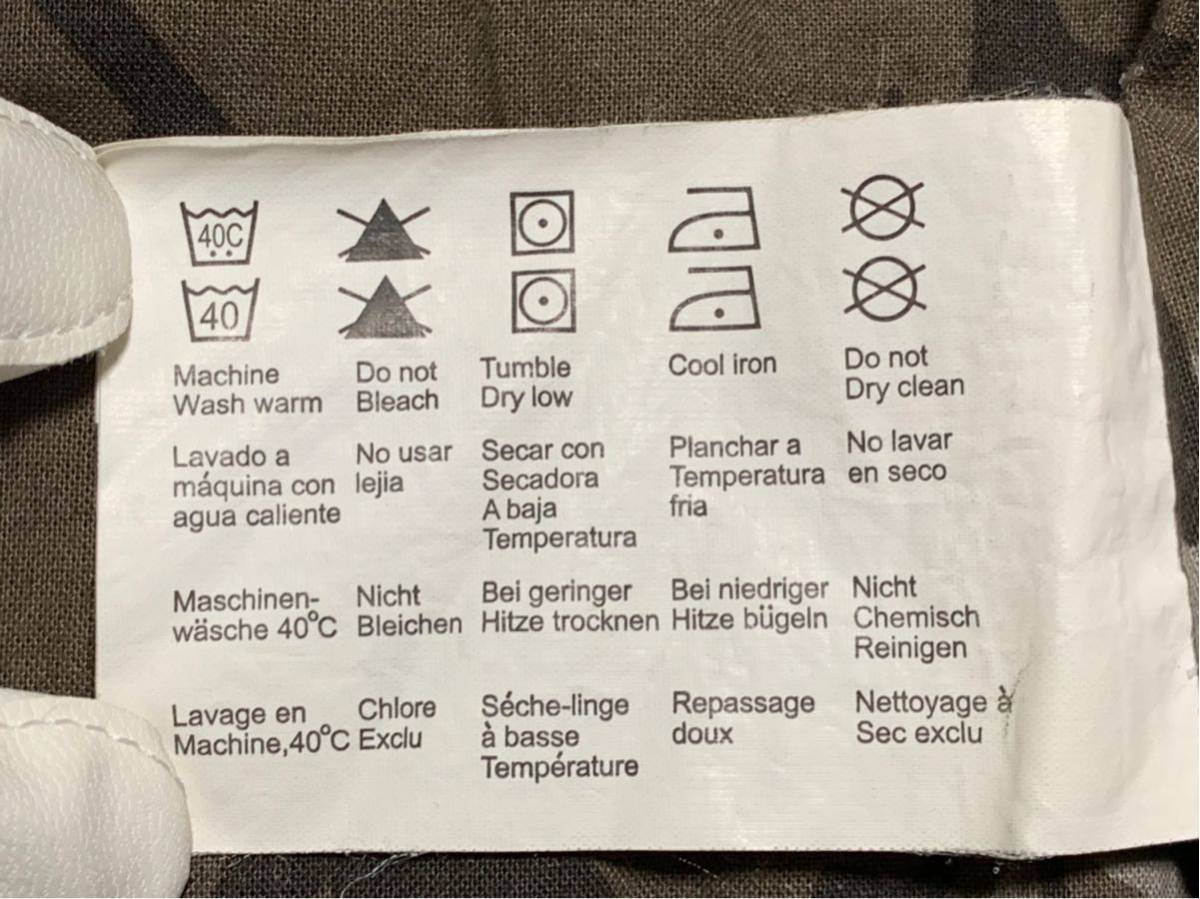 40C
40
Machine
Wash warm
Do not
Bleach
Tumble
Dry low
Cool iron
Do not
Dry clean
Lavado a
máquina con
agua caliente
No usar
lejia
Secar con
Secadora
A baja
Temperatura
Planchar a
Temperatura
fria
No lavar
en seco
Maschinen-
wäsche 40°C
Nicht
Bleichen
Bei geringer
Hitze trocknen
Bei niedriger
Hitze bügeln
Nicht
Chemisch
Reinigen
Lavage en
Machine,40°C
Chlore
Exclu
Séche-linge
à basse
Température
Repassage
doux
Nettoyage à
Sec exclu